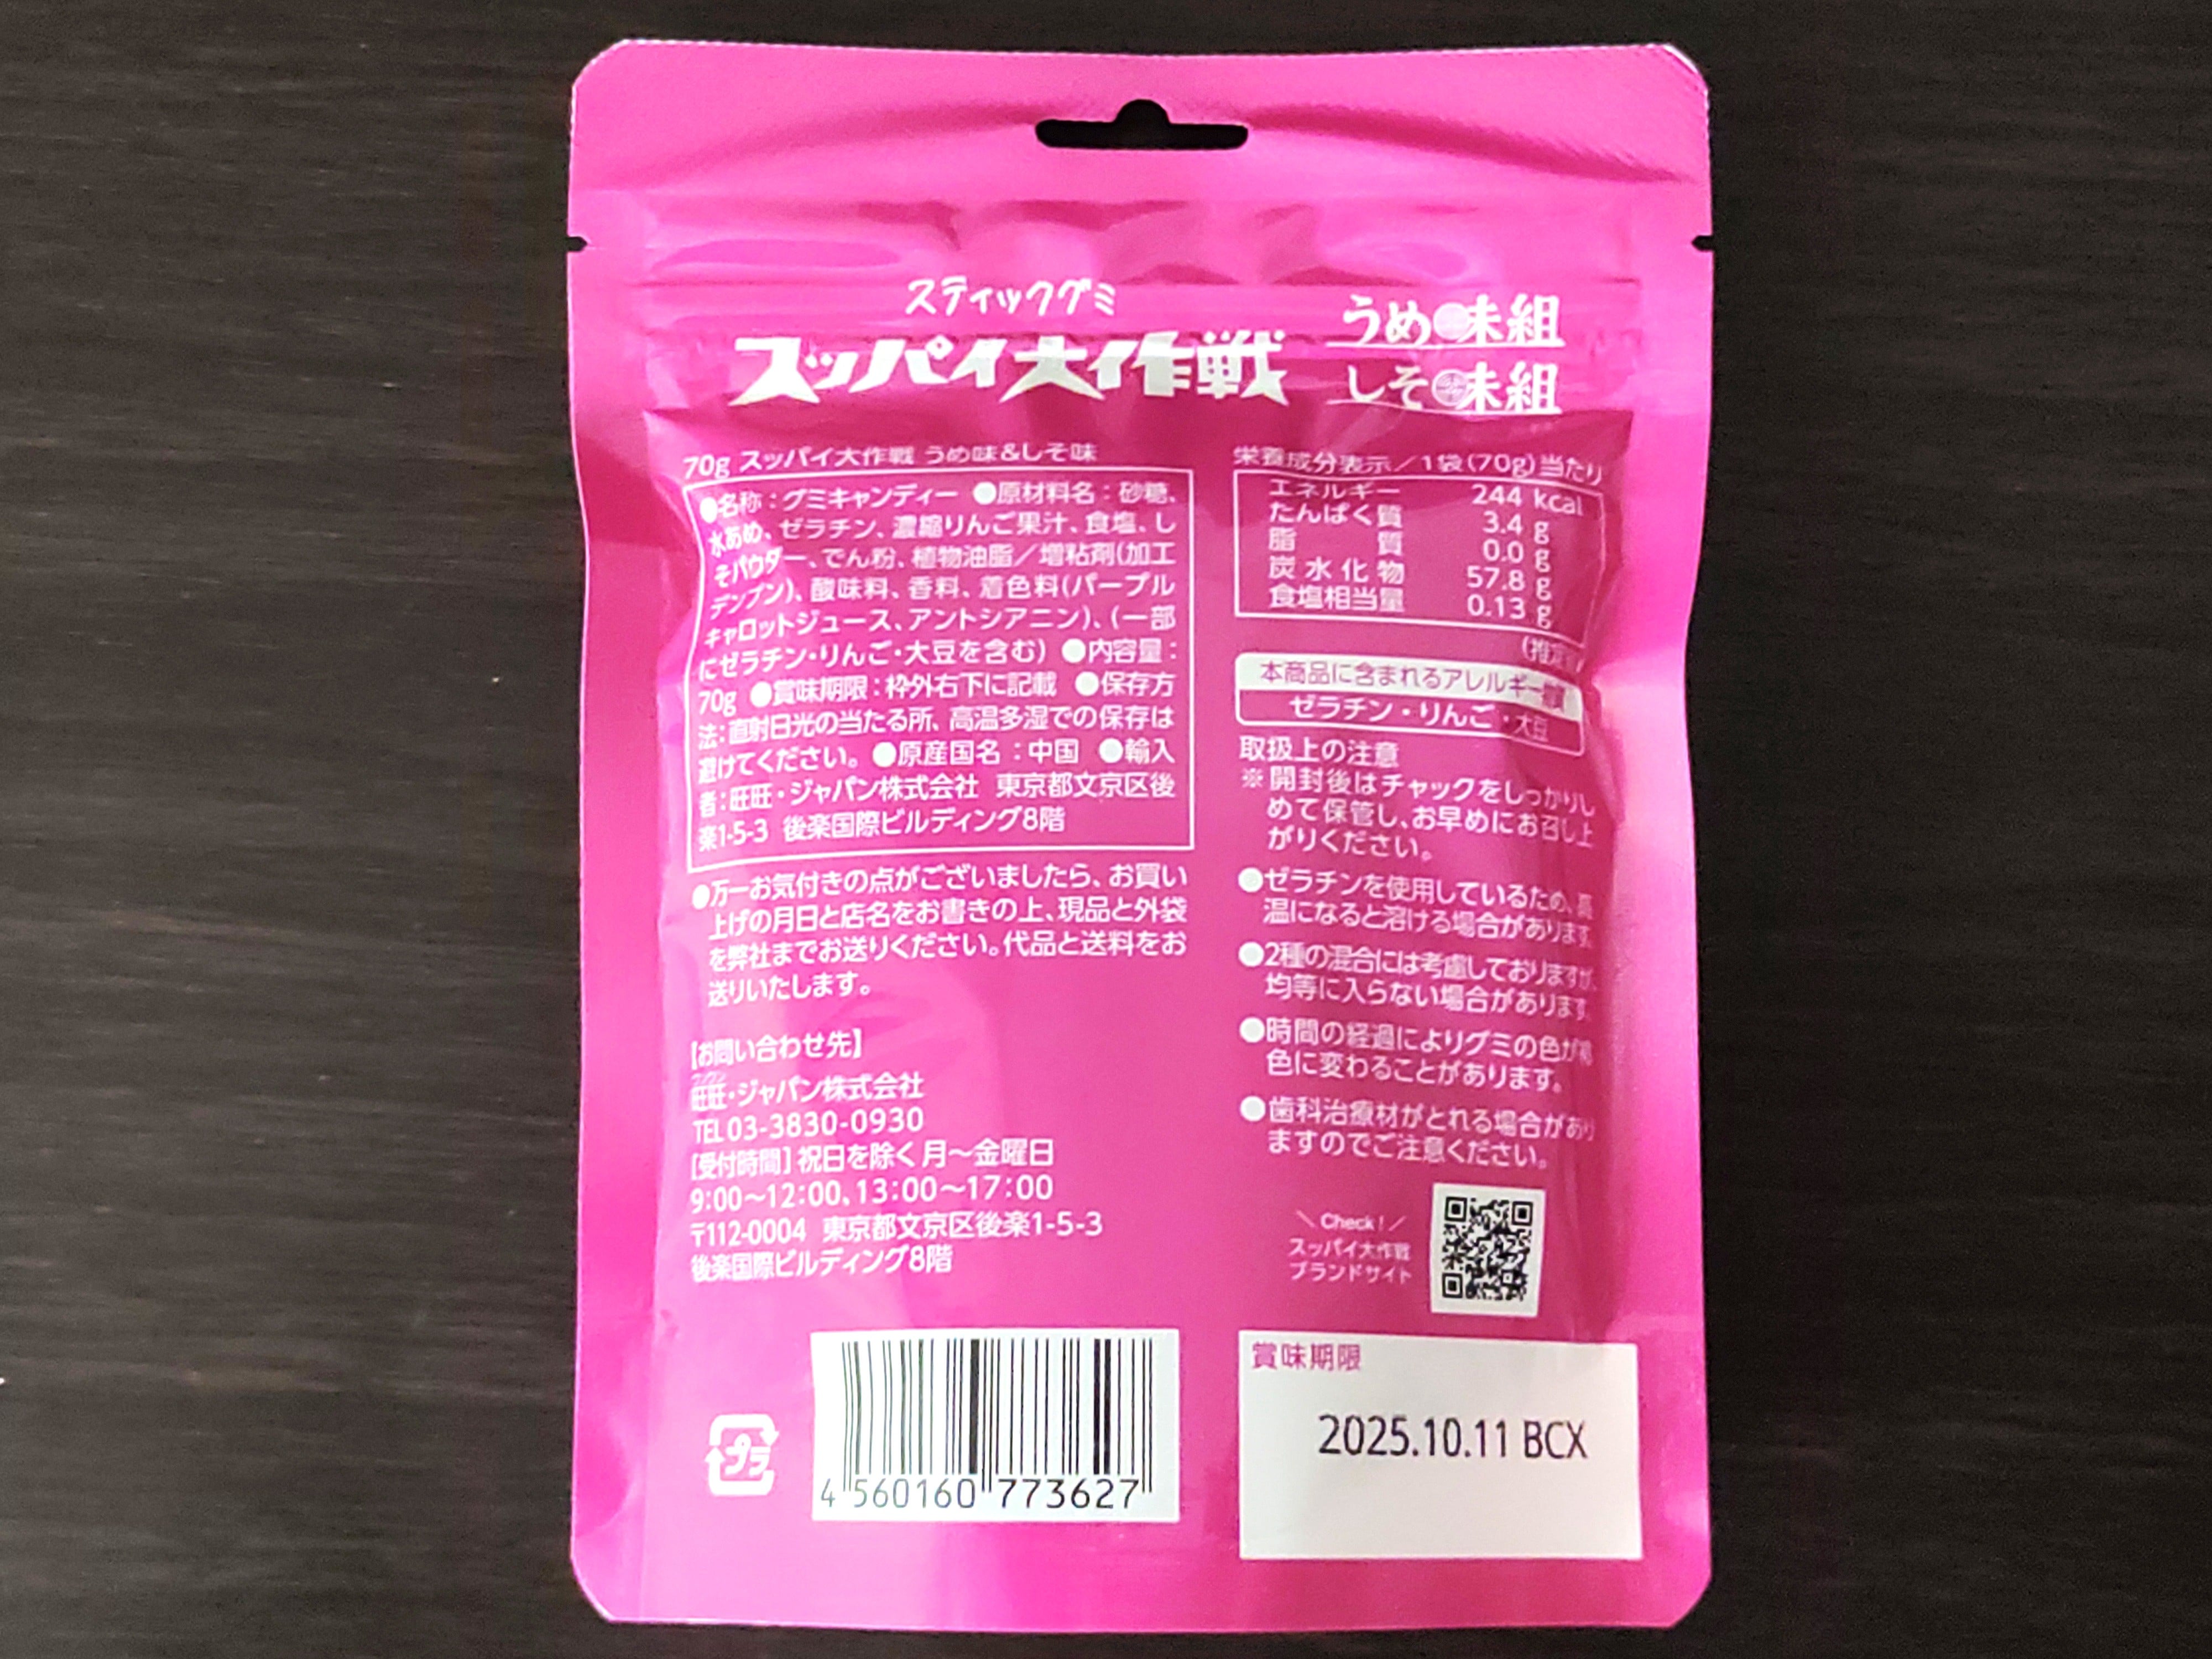 スティックグミ
スッパイ大作戦
うめ味組
しそ味組
70g スッパイ大作戦 うめ味&しそ味
●名称：グミキャンディー ●原材料名：砂糖、
水あめ、ゼラチン、濃縮りんご果汁、食塩、し
そパウダー、でん粉、植物油脂／増粘剤(加工
デンプン)、酸味料、香料、着色料(パープル
キャロットジュース、アントシアニン)、(一部
にゼラチン・りんご・大豆を含む) ●内容量：
70g ●賞味期限：枠外右下に記載 ●保存方
法：直射日光の当たる所、高温多湿での保存は
避けてください。●原産国名：中国 ●輸入
者：旺旺・ジャパン株式会社 東京都文京区後
楽1-5-3 後楽国際ビルディング8階
●万一お気付きの点がございましたら、お買い
上げの月日と店名をお書きの上、現品と外袋
を弊社までお送りください。代品と送料をお
送りいたします。
【お問い合わせ先】
旺旺・ジャパン株式会社
TEL 03-3830-0930
[受付時間] 祝日を除く 月～金曜日
9:00～12:00、13:00～17:00
〒112-0004 東京都文京区後楽1-5-3
後楽国際ビルディング8階
プラ
4 560160 773627
栄養成分表示／1袋(70g)当たり
エネルギー 244 kcal
たんぱく質 3.4 g
脂質 0.0 g
炭水化物 57.8 g
食塩相当量 0.13 g
本商品に含まれるアレルギー物質
ゼラチン・りんご・大豆
取扱上の注意
※開封後はチャックをしっかりし
めて保管し、お早めにお召し上
がりください。
●ゼラチンを使用しているため、高
温になると溶ける場合があります。
●2種の混合には考慮しておりますが、
均等に入らない場合があります。
●時間の経過によりグミの色が褐
色に変わることがあります。
●歯科治療材がとれる場合があり
ますのでご注意ください。
＼Check！／
スッパイ大作戦
ブランドサイト
賞味期限
2025.10.11 BCX